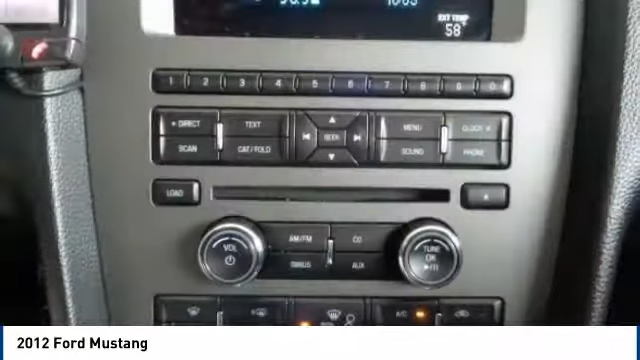 EXT TEMP
58°
1 2 3 4 5 6 7 8 9 0
DIRECT TEXT MENU CLOCK
SEEK
SCAN CAT/FOLD SOUND PHONE
LOAD
VOL AM/FM CD TUNE
OK
SIRIUS AUX
A/C
2012 Ford Mustang